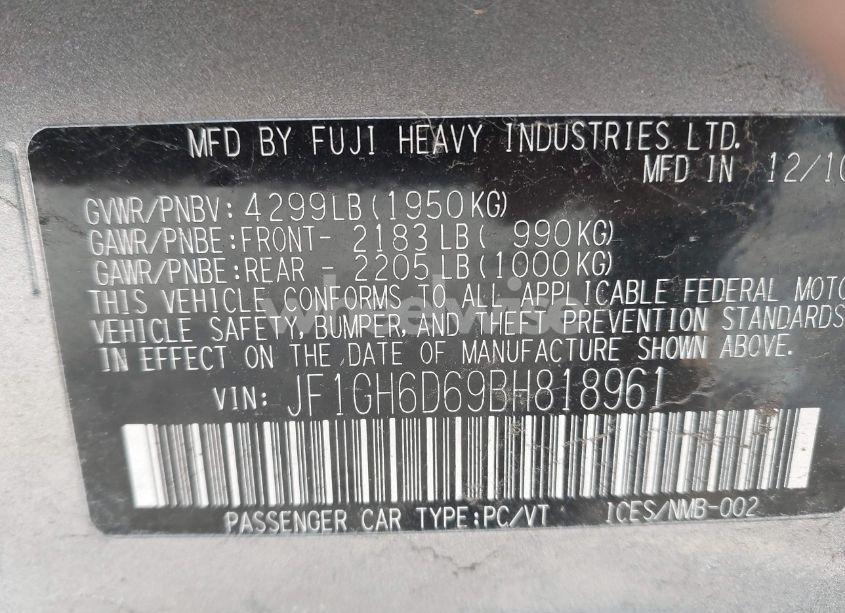 MFD BY FUJI HEAVY INDUSTRIES LTD.
MFD IN 12/10
GVWR/PNBV: 4299LB(1950KG)
GAWR/PNBE:FRONT- 2183LB( 990KG)
GAWR/PNBE:REAR - 2205LB(1000KG)
THIS VEHICLE CONFORMS TO ALL APPLICABLE FEDERAL MOTO
VEHICLE SAFETY, BUMPER, AND THEFT PREVENTION STANDARDS
IN EFFECT ON THE DATE OF MANUFACTURE SHOWN ABOVE.
VIN: JF1GH6D69BH818961
PASSENGER CAR TYPE:PC/VT ICES/NMB-002
wheelwise